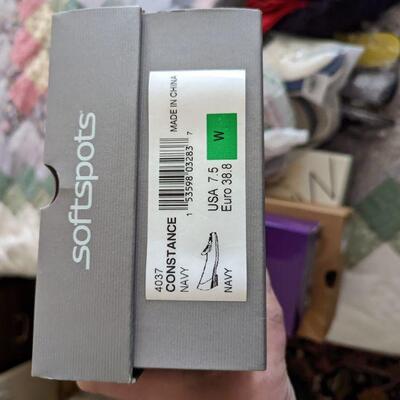 softspots
4037
CONSTANCE
NAVY
1 53598 03283 7
MADE IN CHINA
USA 7.5
Euro 38.8
W
NAVY